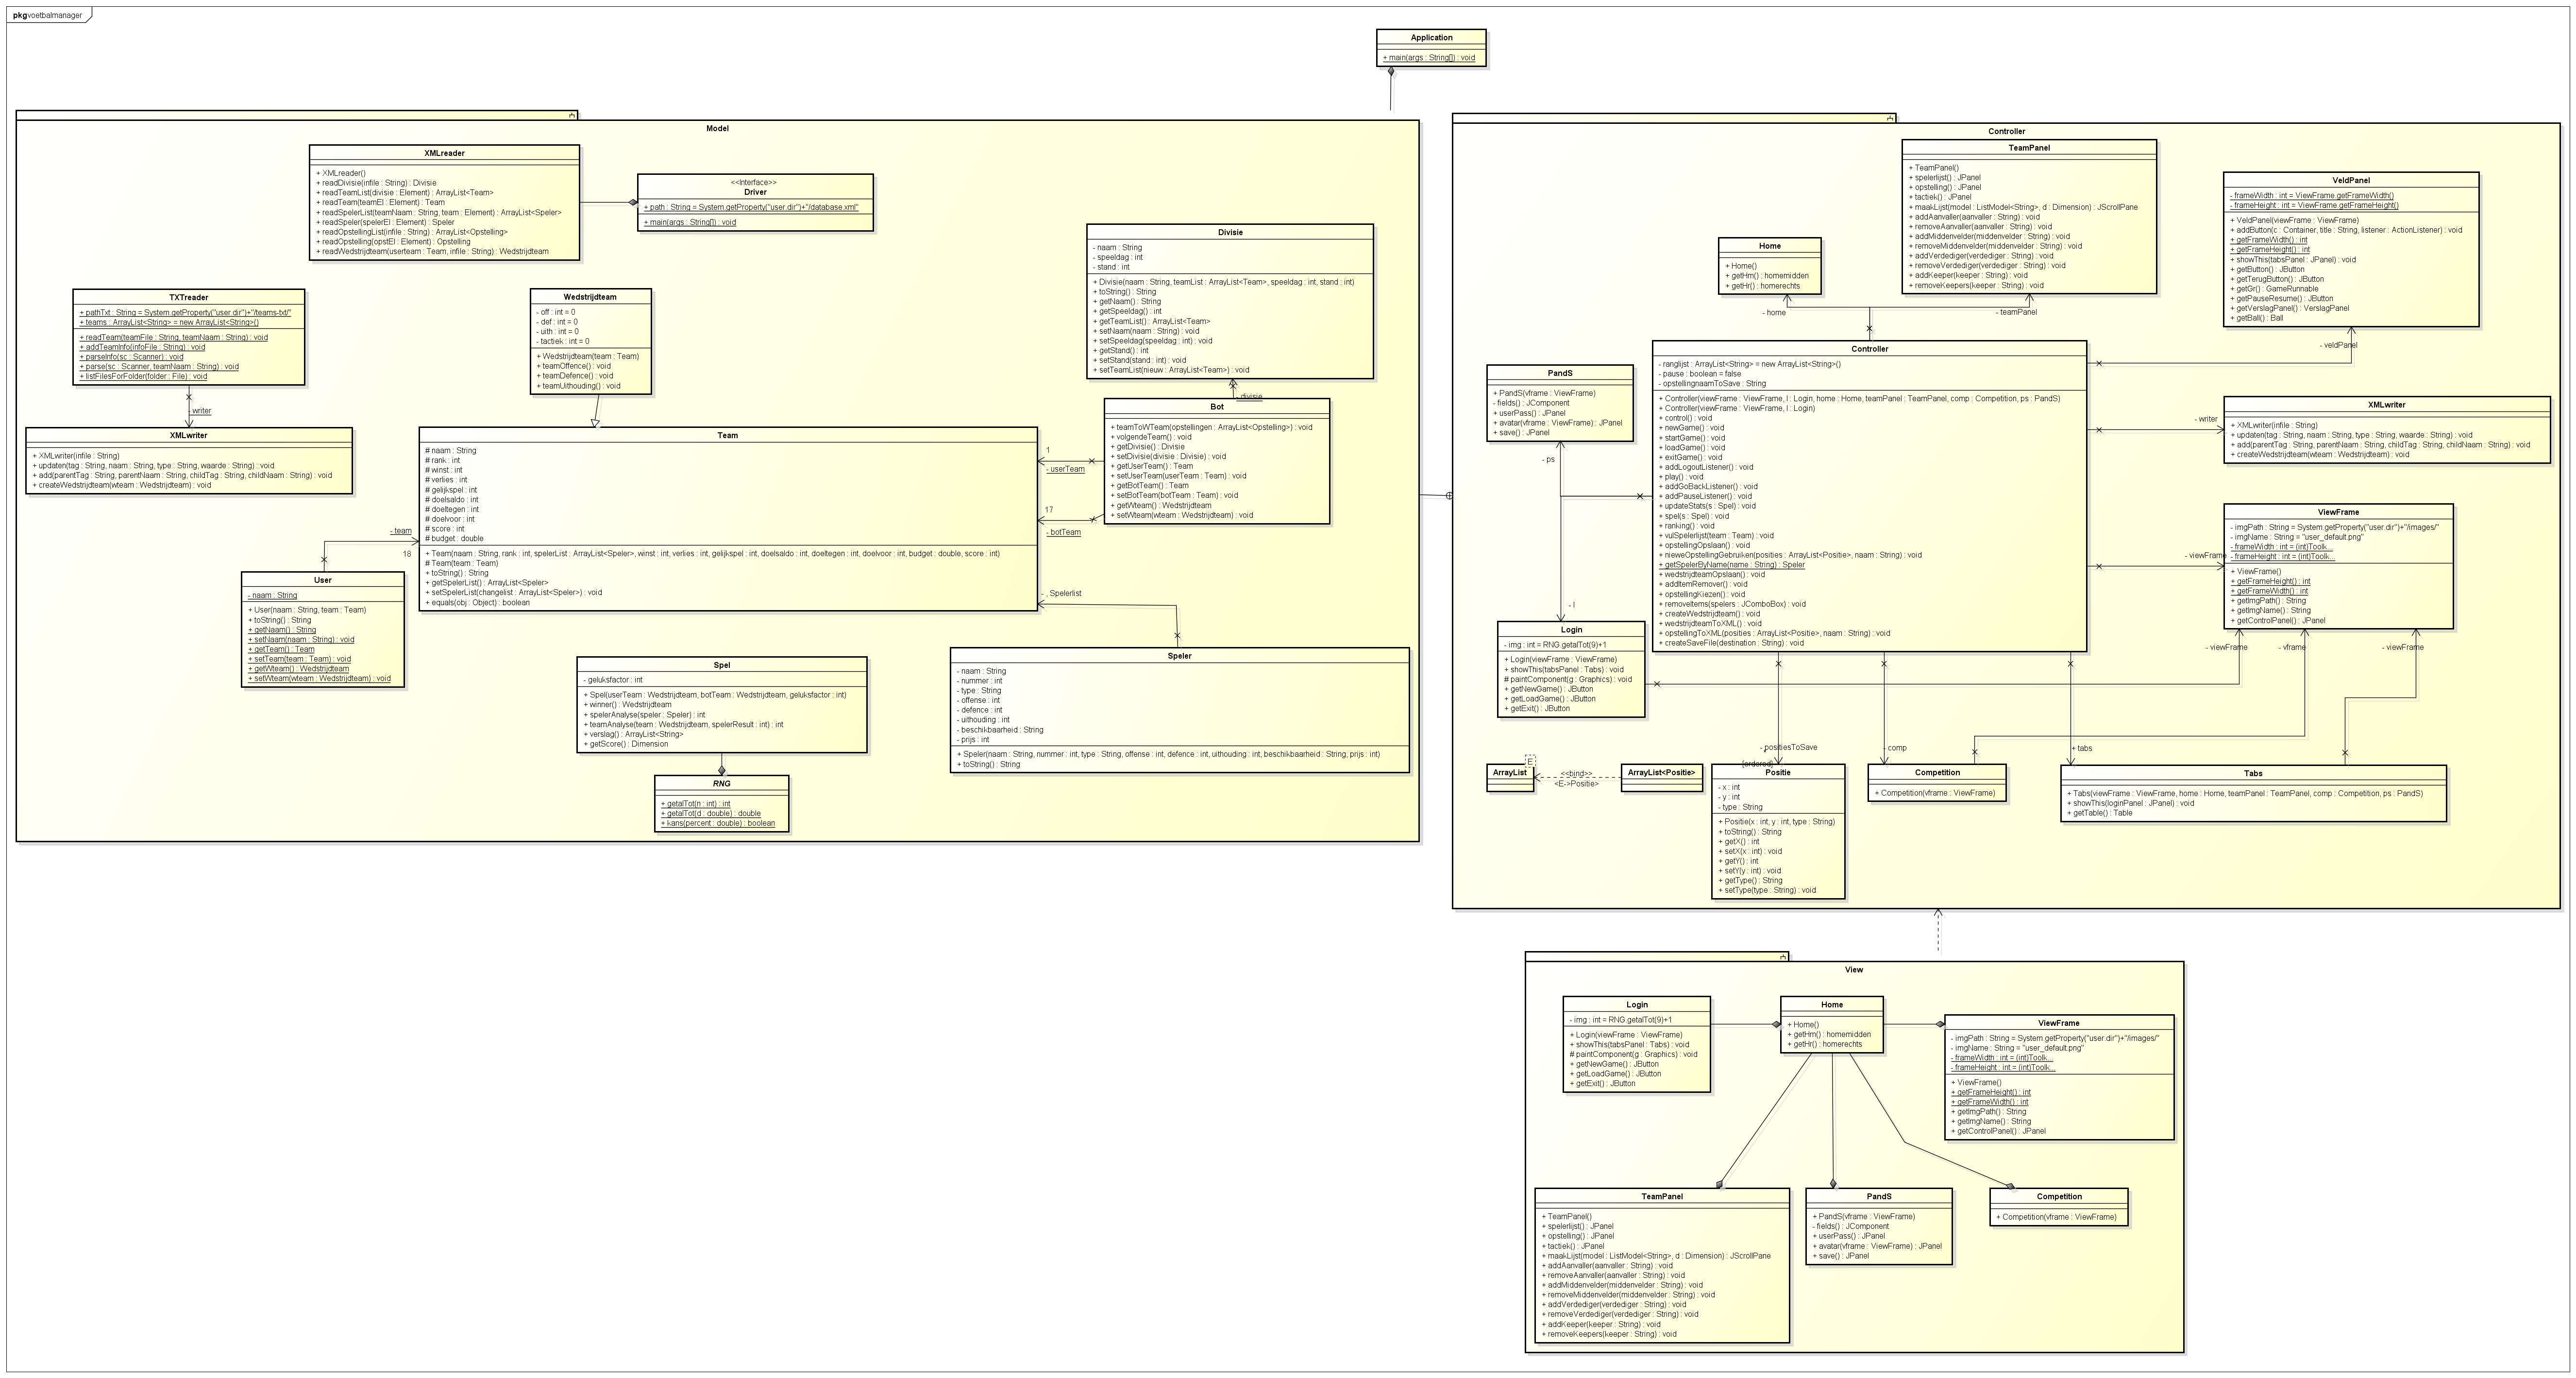 pkg voetbalmanager
Application
+ main(args : String[]) : void
Model
XMLreader
+ XMLreader()
+ readDivisie(infile : String) : Divisie
+ readTeamList(divisie : Element) : ArrayList<Team>
+ readTeam(teamEl : Element) : Team
+ readSpelerList(teamNaam : String, team : Element) : ArrayList<Speler>
+ readSpeler(spelerEl : Element) : Speler
+ readOpstellingList(infile : String) : ArrayList<Opstelling>
+ readOpstelling(opstEl : Element) : Opstelling
+ readWedstrijdteam(userteam : Team, infile : String) : Wedstrijdteam
<<Interface>>
Driver
+ path : String = System.getProperty("user.dir")+"/database.xml"
+ main(args : String[]) : void
TXTreader
+ pathTxt : String = System.getProperty("user.dir")+"/teams-txt/"
+ teams : ArrayList<String> = new ArrayList<String>()
+ readTeam(teamFile : String, teamNaam : String) : void
+ addTeamInfo(infoFile : String) : void
+ parseInfo(sc : Scanner) : void
+ parse(sc : Scanner, teamNaam : String) : void
+ listFilesForFolder(folder : File) : void
- writer
XMLwriter
+ XMLwriter(infile : String)
+ updaten(tag : String, naam : String, type : String, waarde : String) : void
+ add(parentTag : String, parentNaam : String, childTag : String, childNaam : String) : void
+ createWedstrijdteam(wteam : Wedstrijdteam) : void
Wedstrijdteam
- off : int = 0
- def : int = 0
- uith : int = 0
- tactiek : int = 0
+ Wedstrijdteam(team : Team)
+ teamOffence() : void
+ teamDefence() : void
+ teamUithouding() : void
Divisie
- naam : String
- speeldag : int
- stand : int
+ Divisie(naam : String, teamList : ArrayList<Team>, speeldag : int, stand : int)
+ toString() : String
+ getNaam() : String
+ getSpeeldag() : int
+ getTeamList() : ArrayList<Team>
+ setNaam(naam : String) : void
+ setSpeeldag(speeldag : int) : void
+ getStand() : int
+ setStand(stand : int) : void
+ setTeamList(nieuw : ArrayList<Team>) : void
- divisie
Bot
+ teamToWTeam(opstellingen : ArrayList<Opstelling>) : void
+ volgendeTeam() : void
+ getDivisie() : Divisie
+ setDivisie(divisie : Divisie) : void
+ getUserTeam() : Team
+ setUserTeam(userTeam : Team) : void
+ getBotTeam() : Team
+ setBotTeam(botTeam : Team) : void
+ getWteam() : Wedstrijdteam
+ setWteam(wteam : Wedstrijdteam) : void
1
- userTeam
17
- botTeam
Team
# naam : String
# rank : int
# winst : int
# verlies : int
# gelijkspel : int
# doelsaldo : int
# doeltegen : int
# doelvoor : int
# score : int
# budget : double
+ Team(naam : String, rank : int, spelerList : ArrayList<Speler>, winst : int, verlies : int, gelijkspel : int, doelsaldo : int, doeltegen : int, doelvoor : int, budget : double, score : int)
# Team(team : Team)
+ toString() : String
+ getSpelerList() : ArrayList<Speler>
+ setSpelerList(changelist : ArrayList<Speler>) : void
+ equals(obj : Object) : boolean
- team
18
- , Spelerlist
User
- naam : String
+ User(naam : String, team : Team)
+ toString() : String
+ getNaam() : String
+ setNaam(naam : String) : void
+ getTeam() : Team
+ setTeam(team : Team) : void
+ getWteam() : Wedstrijdteam
+ setWteam(wteam : Wedstrijdteam) : void
Spel
- geluksfactor : int
+ Spel(userTeam : Wedstrijdteam, botTeam : Wedstrijdteam, geluksfactor : int)
+ winner() : Wedstrijdteam
+ spelerAnalyse(speler : Speler) : int
+ teamAnalyse(team : Wedstrijdteam, spelerResult : int) : int
+ verslag() : ArrayList<String>
+ getScore() : Dimension
RNG
+ getalTot(n : int) : int
+ getalTot(d : double) : double
+ kans(percent : double) : boolean
Speler
- naam : String
- nummer : int
- type : String
- offense : int
- defence : int
- uithouding : int
- beschikbaarheid : String
- prijs : int
+ Speler(naam : String, nummer : int, type : String, offense : int, defence : int, uithouding : int, beschikbaarheid : String, prijs : int)
+ toString() : String
Controller
TeamPanel
+ TeamPanel()
+ spelerlijst() : JPanel
+ opstelling() : JPanel
+ tactiek() : JPanel
+ maakLijst(model : ListModel<String>, d : Dimension) : JScrollPane
+ addAanvaller(aanvaller : String) : void
+ removeAanvaller(aanvaller : String) : void
+ addMiddenvelder(middenvelder : String) : void
+ removeMiddenvelder(middenvelder : String) : void
+ addVerdediger(verdediger : String) : void
+ removeVerdediger(verdediger : String) : void
+ addKeeper(keeper : String) : void
+ removeKeepers(keeper : String) : void
VeldPanel
- frameWidth : int = ViewFrame.getFrameWidth()
- frameHeight : int = ViewFrame.getFrameHeight()
+ VeldPanel(viewFrame : ViewFrame)
+ addButton(c : Container, title : String, listener : ActionListener) : void
+ getFrameWidth() : int
+ getFrameHeight() : int
+ showThis(tabsPanel : JPanel) : void
+ getButton() : JButton
+ getTerugButton() : JButton
+ getGr() : GameRunnable
+ getPauseResume() : JButton
+ getVerslagPanel() : VerslagPanel
+ getBall() : Ball
Home
+ Home()
+ getHm() : homemidden
+ getHr() : homerechts
- home
- teamPanel
- veldPanel
Controller
- ranglijst : ArrayList<String> = new ArrayList<String>()
- pause : boolean = false
- opstellingnaamToSave : String
+ Controller(viewFrame : ViewFrame, l : Login, home : Home, teamPanel : TeamPanel, comp : Competition, ps : PandS)
+ Controller(viewFrame : ViewFrame, l : Login)
+ control() : void
+ newGame() : void
+ startGame() : void
+ loadGame() : void
+ exitGame() : void
+ addLogoutListener() : void
+ play() : void
+ addGoBackListener() : void
+ addPauseListener() : void
+ updateStats(s : Spel) : void
+ spel(s : Spel) : void
+ ranking() : void
+ vulSpelerlijst(team : Team) : void
+ opstellingOpslaan() : void
+ nieweOpstellingGebruiken(posities : ArrayList<Positie>, naam : String) : void
+ getSpelerByName(name : String) : Speler
+ wedstrijdteamOpslaan() : void
+ addItemRemover() : void
+ opstellingKiezen() : void
+ removeItems(spelers : JComboBox) : void
+ createWedstrijdteam() : void
+ wedstrijdteamToXML() : void
+ opstellingToXML(posities : ArrayList<Positie>, naam : String) : void
+ createSaveFile(destination : String) : void
PandS
+ PandS(vframe : ViewFrame)
- fields() : JComponent
+ userPass() : JPanel
+ avatar(vframe : ViewFrame) : JPanel
+ save() : JPanel
- ps
- l
- writer
XMLwriter
+ XMLwriter(infile : String)
+ updaten(tag : String, naam : String, type : String, waarde : String) : void
+ add(parentTag : String, parentNaam : String, childTag : String, childNaam : String) : void
+ createWedstrijdteam(wteam : Wedstrijdteam) : void
- viewFrame
ViewFrame
- imgPath : String = System.getProperty("user.dir")+"/images/"
- imgName : String = "user_default.png"
- frameWidth : int = (int)Toolk...
- frameHeight : int = (int)Toolk...
+ ViewFrame()
+ getFrameHeight() : int
+ getFrameWidth() : int
+ getImgPath() : String
+ getImgName() : String
+ getControlPanel() : JPanel
- viewFrame
- vframe
- viewFrame
Login
- img : int = RNG.getalTot(9)+1
+ Login(viewFrame : ViewFrame)
+ showThis(tabsPanel : Tabs) : void
# paintComponent(g : Graphics) : void
+ getNewGame() : JButton
+ getLoadGame() : JButton
+ getExit() : JButton
- positiesToSave
*
{ordered}
- comp
+ tabs
E
ArrayList
<<bind>>
<E->Positie>
ArrayList<Positie>
Positie
- x : int
- y : int
- type : String
+ Positie(x : int, y : int, type : String)
+ toString() : String
+ getX() : int
+ setX(x : int) : void
+ getY() : int
+ setY(y : int) : void
+ getType() : String
+ setType(type : String) : void
Competition
+ Competition(vframe : ViewFrame)
Tabs
+ Tabs(viewFrame : ViewFrame, home : Home, teamPanel : TeamPanel, comp : Competition, ps : PandS)
+ showThis(loginPanel : JPanel) : void
+ getTable() : Table
View
Login
- img : int = RNG.getalTot(9)+1
+ Login(viewFrame : ViewFrame)
+ showThis(tabsPanel : Tabs) : void
# paintComponent(g : Graphics) : void
+ getNewGame() : JButton
+ getLoadGame() : JButton
+ getExit() : JButton
Home
+ Home()
+ getHm() : homemidden
+ getHr() : homerechts
ViewFrame
- imgPath : String = System.getProperty("user.dir")+"/images/"
- imgName : String = "user_default.png"
- frameWidth : int = (int)Toolk...
- frameHeight : int = (int)Toolk...
+ ViewFrame()
+ getFrameHeight() : int
+ getFrameWidth() : int
+ getImgPath() : String
+ getImgName() : String
+ getControlPanel() : JPanel
TeamPanel
+ TeamPanel()
+ spelerlijst() : JPanel
+ opstelling() : JPanel
+ tactiek() : JPanel
+ maakLijst(model : ListModel<String>, d : Dimension) : JScrollPane
+ addAanvaller(aanvaller : String) : void
+ removeAanvaller(aanvaller : String) : void
+ addMiddenvelder(middenvelder : String) : void
+ removeMiddenvelder(middenvelder : String) : void
+ addVerdediger(verdediger : String) : void
+ removeVerdediger(verdediger : String) : void
+ addKeeper(keeper : String) : void
+ removeKeepers(keeper : String) : void
PandS
+ PandS(vframe : ViewFrame)
- fields() : JComponent
+ userPass() : JPanel
+ avatar(vframe : ViewFrame) : JPanel
+ save() : JPanel
Competition
+ Competition(vframe : ViewFrame)